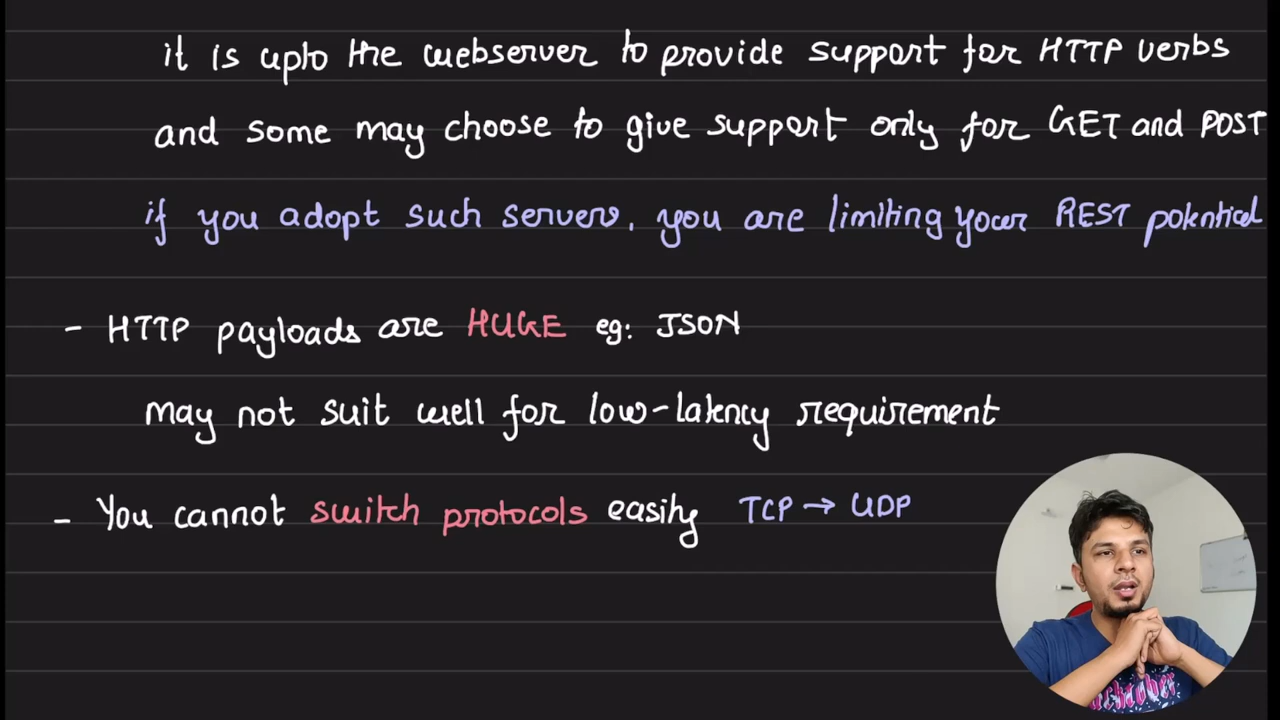 it is upto the webserver to provide support for HTTP verbs
and some may choose to give support only for GET and POST
if you adopt such servers, you are limiting your REST potential
- HTTP payloads are HUGE eg: JSON
may not suit well for low-latency requirement
- You cannot switch protocols easily TCP → UDP